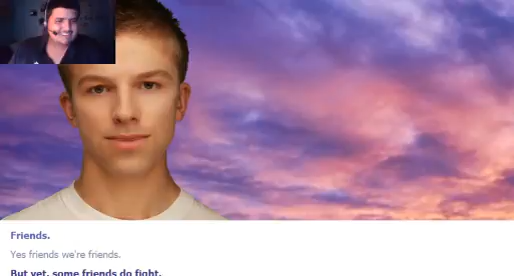 Friends.
Yes friends we're friends.
But yet, some friends do fight.